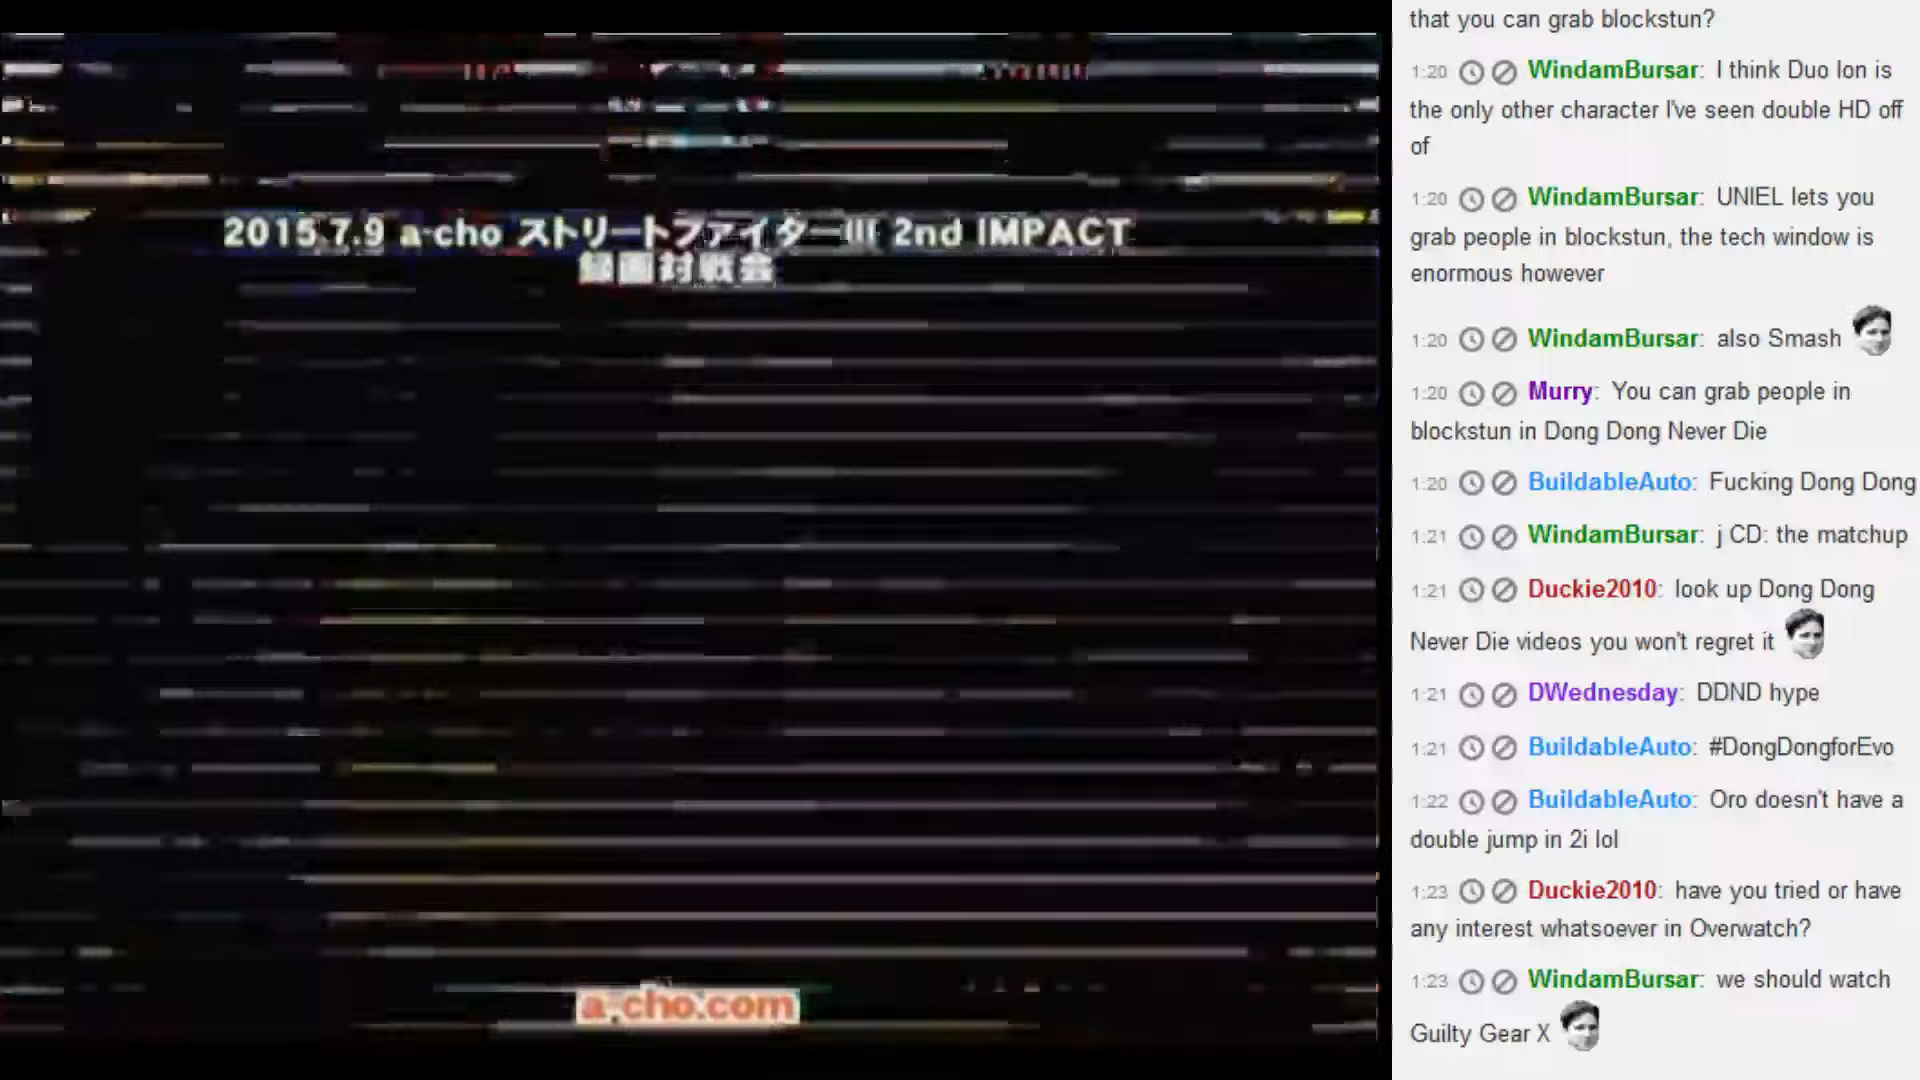 2015.7.9 a-cho ストリートファイターIII 2nd IMPACT
録画対戦会
a-cho.com
that you can grab blockstun?
1:20 WindamBursar: I think Duo lon is
the only other character I've seen double HD off
of
1:20 WindamBursar: UNIEL lets you
grab people in blockstun, the tech window is
enormous however
1:20 WindamBursar: also Smash
1:20 Murry: You can grab people in
blockstun in Dong Dong Never Die
1:20 BuildableAuto: Fucking Dong Dong
1:21 WindamBursar: j CD: the matchup
1:21 Duckie2010: look up Dong Dong
Never Die videos you won't regret it
1:21 DWednesday: DDND hype
1:21 BuildableAuto: #DongDongforEvo
1:22 BuildableAuto: Oro doesn't have a
double jump in 2i lol
1:23 Duckie2010: have you tried or have
any interest whatsoever in Overwatch?
1:23 WindamBursar: we should watch
Guilty Gear X